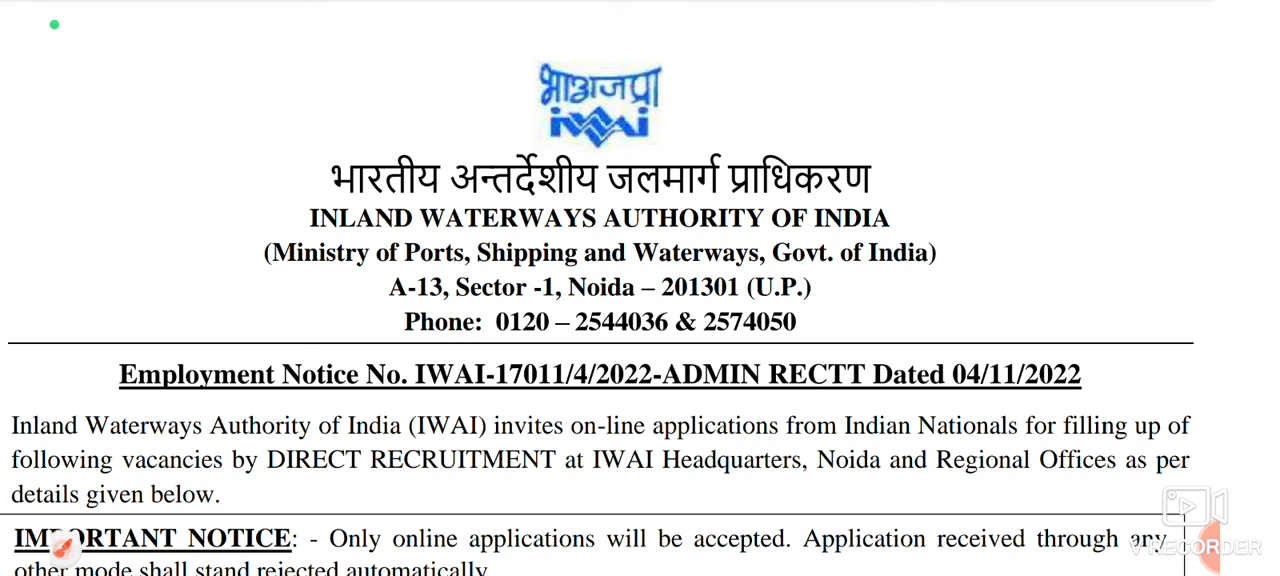 भाअजप्रा
iWAi
भारतीय अन्तर्देशीय जलमार्ग प्राधिकरण
INLAND WATERWAYS AUTHORITY OF INDIA
(Ministry of Ports, Shipping and Waterways, Govt. of India)
A-13, Sector -1, Noida – 201301 (U.P.)
Phone: 0120 – 2544036 & 2574050
Employment Notice No. IWAI-17011/4/2022-ADMIN RECTT Dated 04/11/2022
Inland Waterways Authority of India (IWAI) invites on-line applications from Indian Nationals for filling up of
following vacancies by DIRECT RECRUITMENT at IWAI Headquarters, Noida and Regional Offices as per
details given below.
IMPORTANT NOTICE: - Only online applications will be accepted. Application received through any
other mode shall stand rejected automatically
V RECORDER